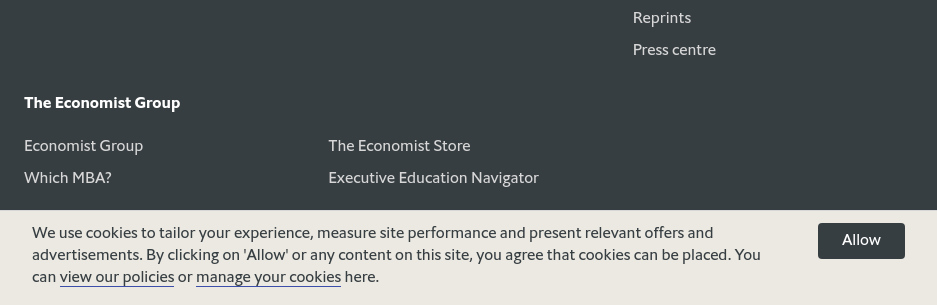 Reprints
Press centre
The Economist Group
Economist Group
The Economist Store
Which MBA?
Executive Education Navigator
We use cookies to tailor your experience, measure site performance and present relevant offers and
advertisements. By clicking on 'Allow' or any content on this site, you agree that cookies can be placed. You
can view our policies or manage your cookies here.
Allow